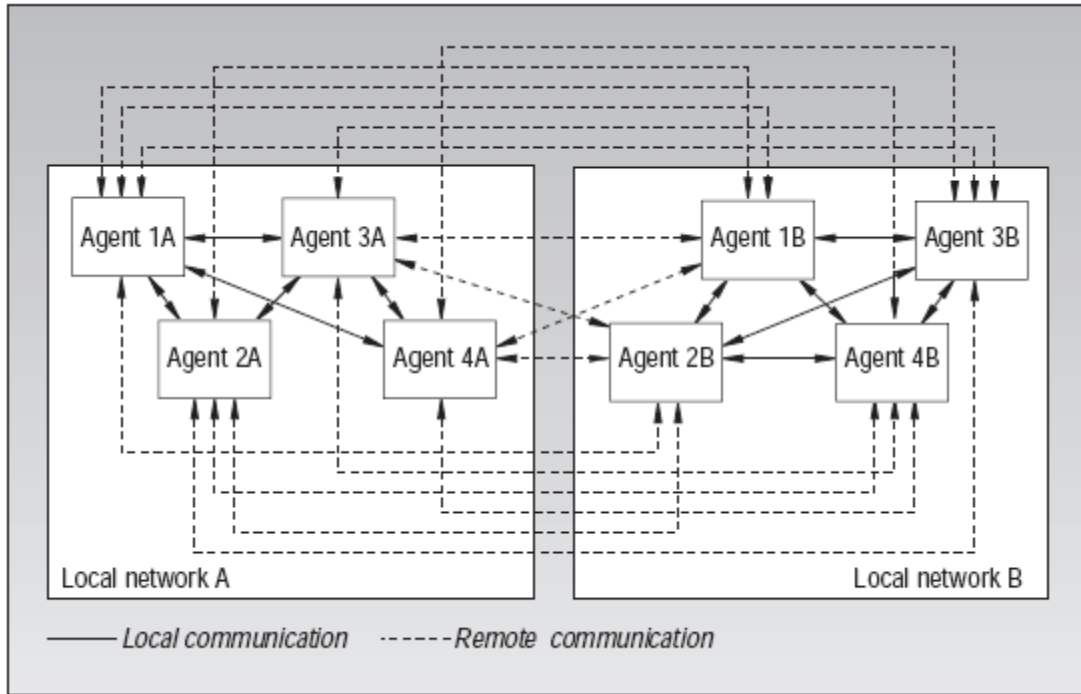 Agent 1A
Agent 3A
Agent 1B
Agent 3B
Agent 2A
Agent 4A
Agent 2B
Agent 4B
Local network A
Local network B
Local communication
Remote communication